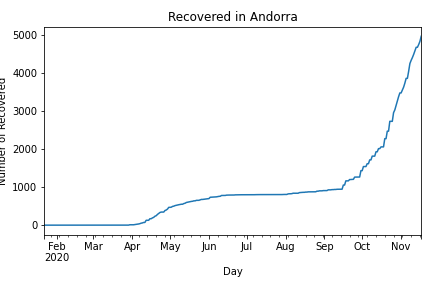 Recovered in Andorra
Number of Recovered
5000
4000
3000
2000
1000
0
Feb Mar Apr May Jun Jul Aug Sep Oct Nov
2020
Day